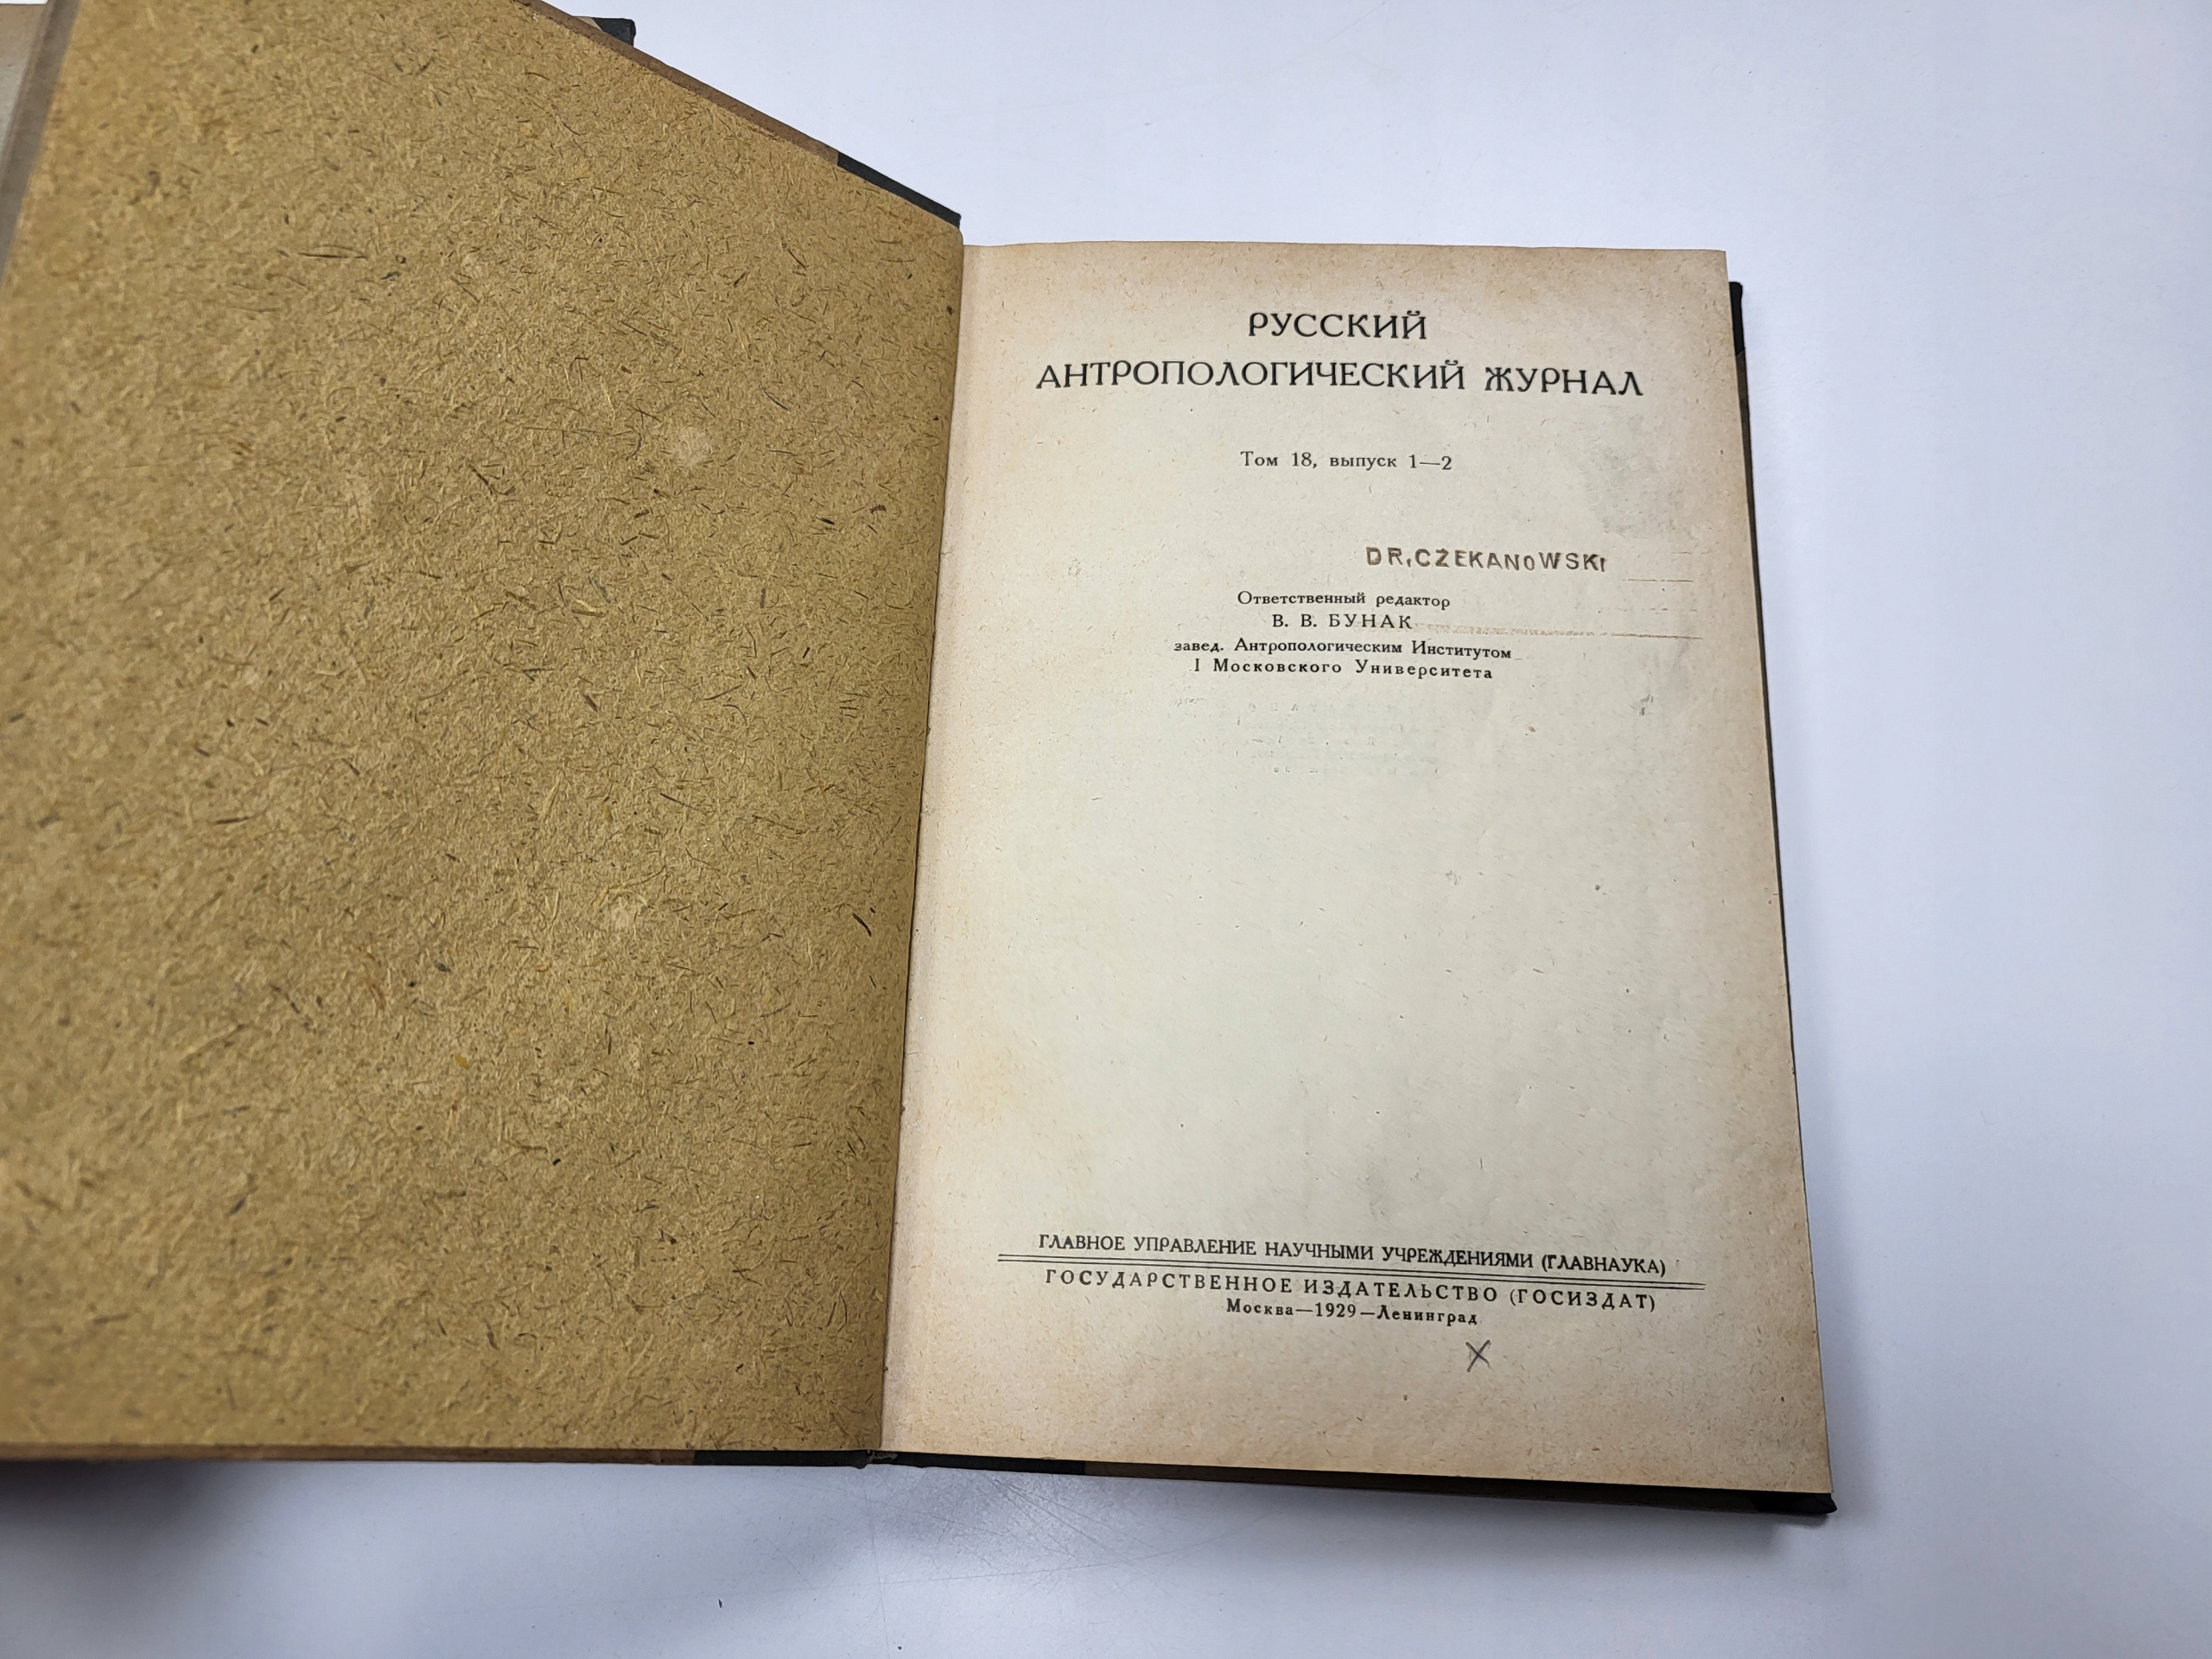 РУССКИЙ
АНТРОПОЛОГИЧЕСКИЙ ЖУРНАЛ
Том 18, выпуск 1—2
DR. CZEKANOWSKI
Ответственный редактор
В. В. БУНАК
завед. Антропологическим Институтом
I Московского Университета
ГЛАВНОЕ УПРАВЛЕНИЕ НАУЧНЫМИ УЧРЕЖДЕНИЯМИ (ГЛАВНАУКА)
ГОСУДАРСТВЕННОЕ ИЗДАТЕЛЬСТВО (ГОСИЗДАТ)
Москва—1929—Ленинград
X